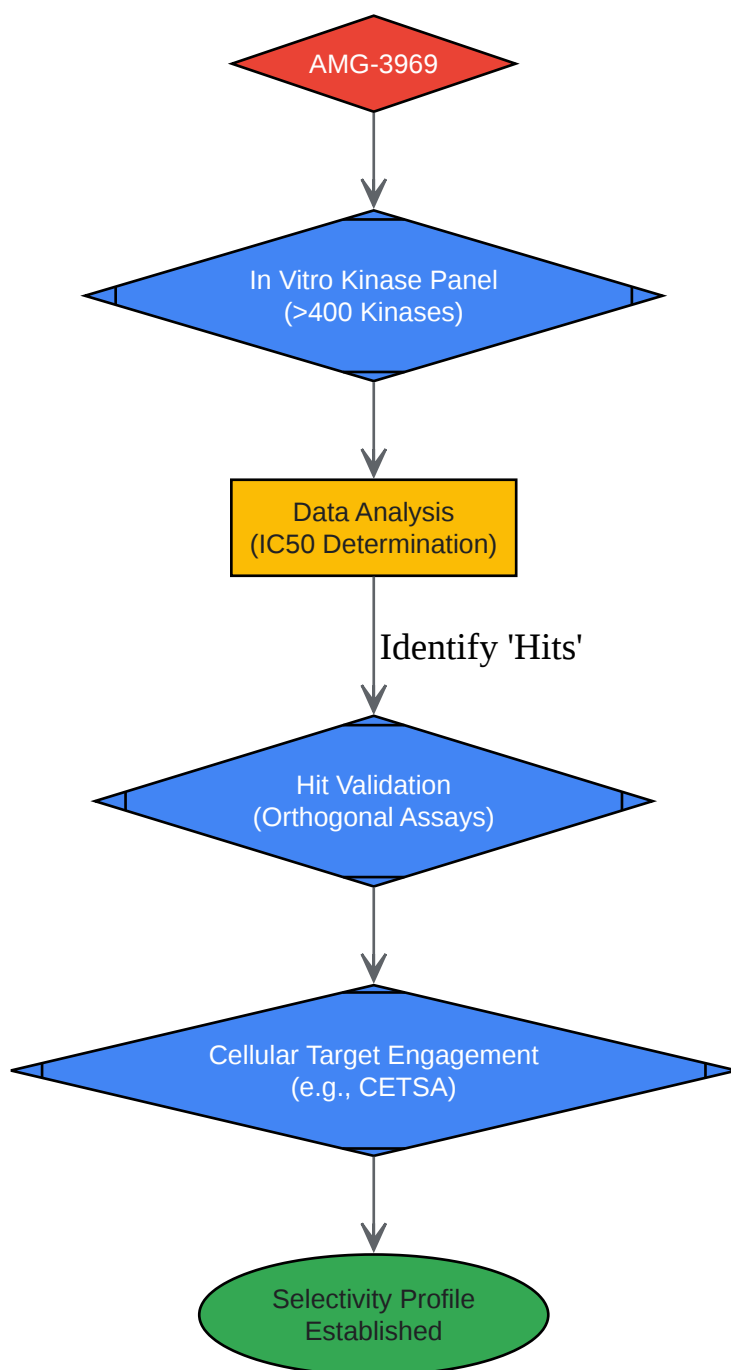 AMG-3969
In Vitro Kinase Panel
(>400 Kinases)
Data Analysis
(IC50 Determination)
Identify 'Hits'
Hit Validation
(Orthogonal Assays)
Cellular Target Engagement
(e.g., CETSA)
Selectivity Profile
Established